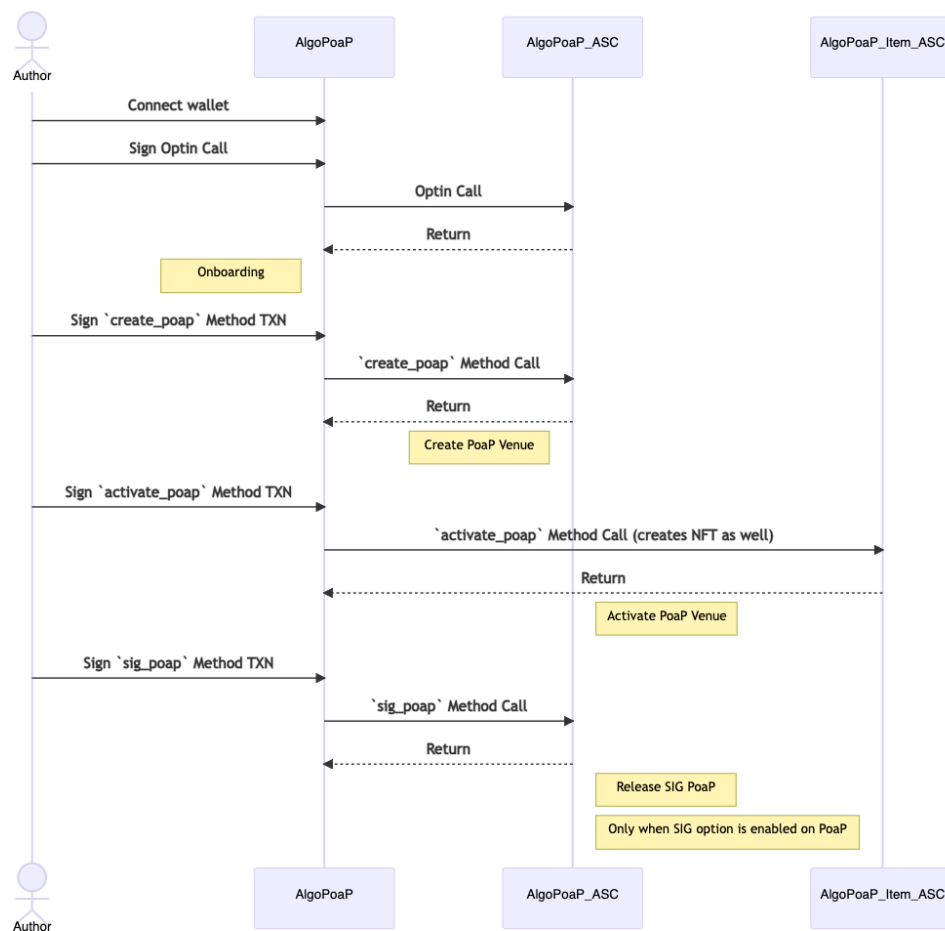 AlgoPoaP
AlgoPoaP_ASC
AlgoPoaP_Item_ASC
Author
Connect wallet
Sign Optin Call
Optin Call
Return
Onboarding
Sign `create_poap` Method TXN
`create_poap` Method Call
Return
Create PoaP Venue
Sign `activate_poap` Method TXN
`activate_poap` Method Call (creates NFT as well)
Return
Activate PoaP Venue
Sign `sig_poap` Method TXN
`sig_poap` Method Call
Return
Release SIG PoaP
Only when SIG option is enabled on PoaP
AlgoPoaP
AlgoPoaP_ASC
AlgoPoaP_Item_ASC
Author